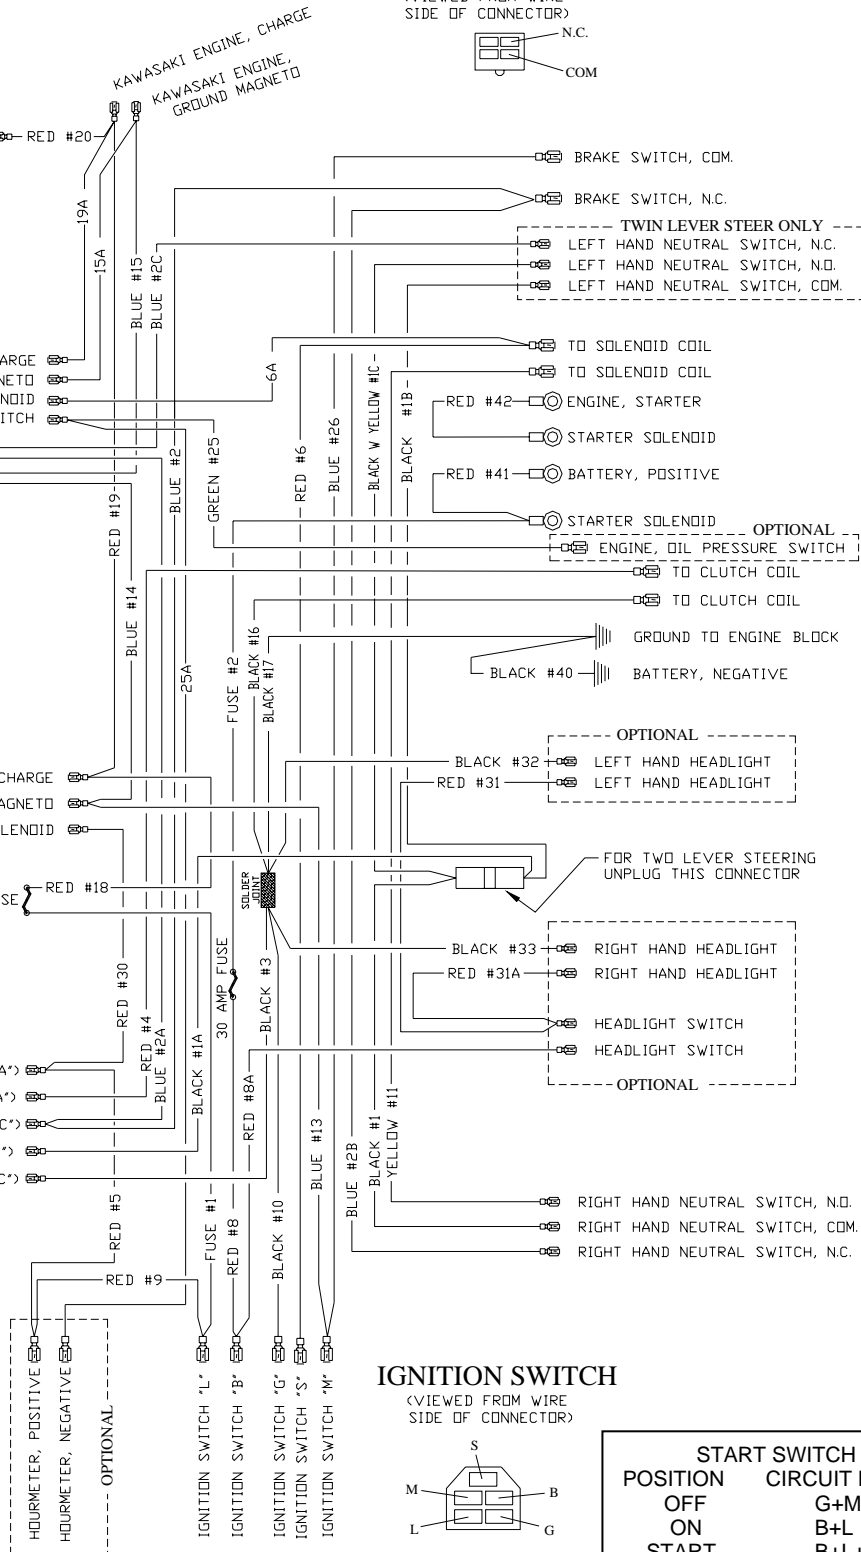 SIDE OF CONNECTOR)
N.C.
COM
KAWASAKI ENGINE, CHARGE
KAWASAKI ENGINE,
GROUND MAGNETO
RED #20
BRAKE SWITCH, COM.
BRAKE SWITCH, N.C.
TWIN LEVER STEER ONLY
LEFT HAND NEUTRAL SWITCH, N.C.
LEFT HAND NEUTRAL SWITCH, N.O.
LEFT HAND NEUTRAL SWITCH, COM.
19A
15A
BLUE #15
BLUE #2C
ARGE
NETO
NOID
ITCH
6A
TO SOLENOID COIL
TO SOLENOID COIL
RED #42
ENGINE, STARTER
STARTER SOLENOID
RED #41
BATTERY, POSITIVE
STARTER SOLENOID
OPTIONAL
ENGINE, OIL PRESSURE SWITCH
TO CLUTCH COIL
TO CLUTCH COIL
GROUND TO ENGINE BLOCK
BLACK #40
BATTERY, NEGATIVE
RED #19
BLUE #2
GREEN #25
RED #6
BLUE #26
BLACK W YELLOW #1C
BLACK #1B
BLUE #14
25A
FUSE #2
BLACK #16
BLACK #17
OPTIONAL
BLACK #32
LEFT HAND HEADLIGHT
RED #31
LEFT HAND HEADLIGHT
CHARGE
AGNETO
LENOID
FOR TWO LEVER STEERING
UNPLUG THIS CONNECTOR
SE
RED #18
SOLDER
JOINT
BLACK #33
RIGHT HAND HEADLIGHT
RED #31A
RIGHT HAND HEADLIGHT
HEADLIGHT SWITCH
HEADLIGHT SWITCH
OPTIONAL
RED #30
RED #4
BLUE #2A
BLACK #1A
30 AMP FUSE
BLACK #3
RED #8A
A")
A")
C")
")
C")
BLUE #13
BLUE #2B
BLACK #1
YELLOW #11
RED #5
FUSE #1
RED #8
BLACK #10
RIGHT HAND NEUTRAL SWITCH, N.O.
RIGHT HAND NEUTRAL SWITCH, COM.
RIGHT HAND NEUTRAL SWITCH, N.C.
RED #9
HOURMETER, POSITIVE
HOURMETER, NEGATIVE
OPTIONAL
IGNITION SWITCH "L"
IGNITION SWITCH "B"
IGNITION SWITCH "G"
IGNITION SWITCH "S"
IGNITION SWITCH "M"
IGNITION SWITCH
(VIEWED FROM WIRE
SIDE OF CONNECTOR)
S
M
B
L
G
START SWITCH
POSITION CIRCUIT
OFF G+M
ON B+L
START